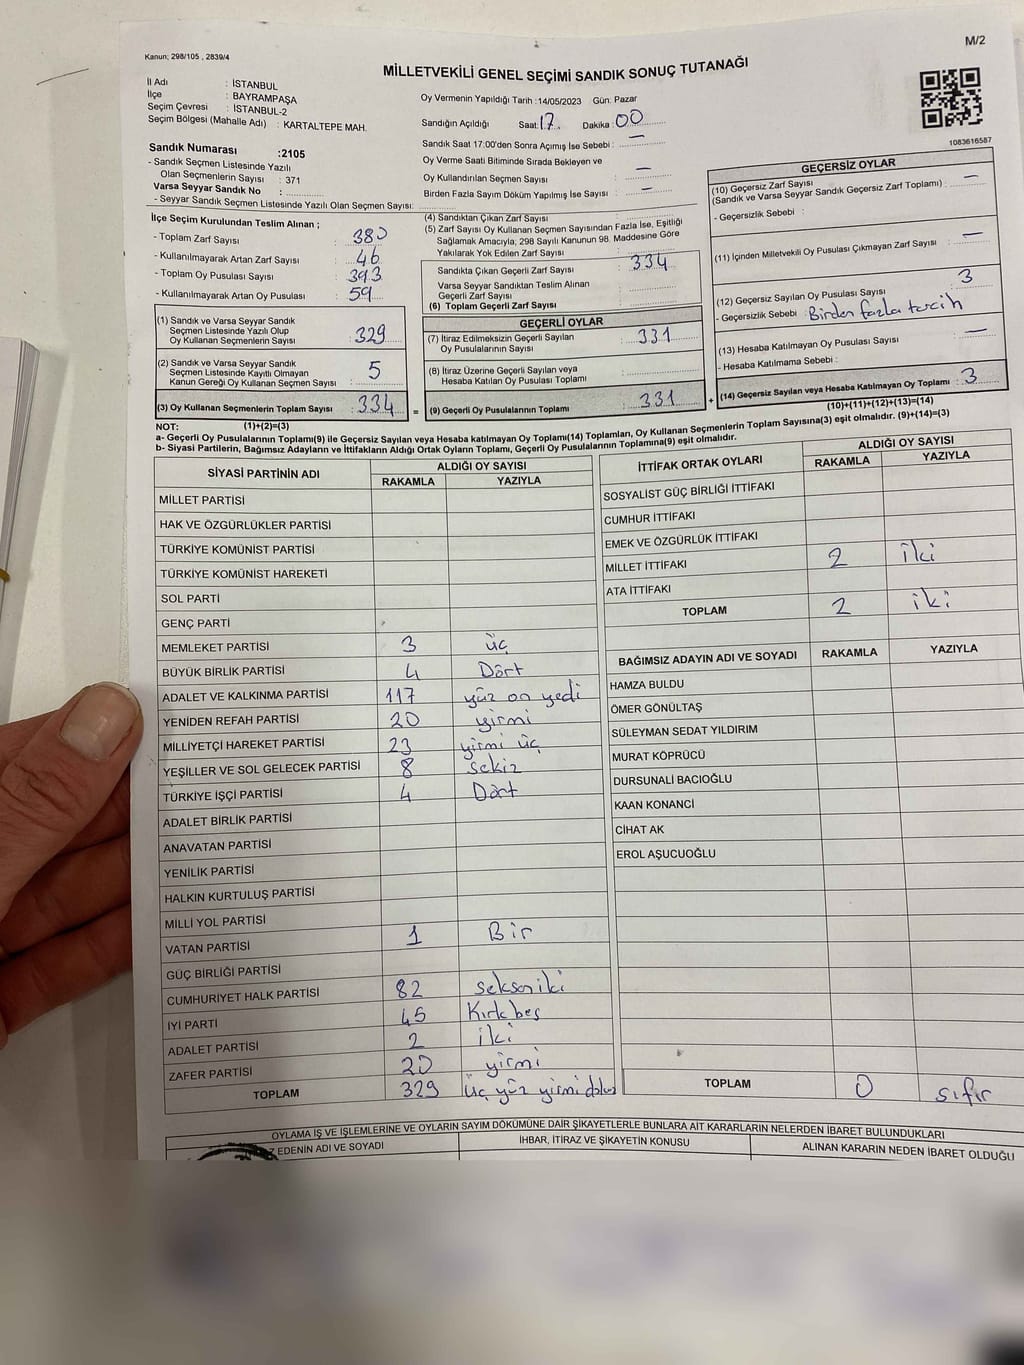 M/2
Kanun; 298/105 , 2839/4
MİLLETVEKİLİ GENEL SEÇİMİ SANDIK SONUÇ TUTANAĞI
İl Adı : İSTANBUL
İlçe : BAYRAMPAŞA
Seçim Çevresi : İSTANBUL-2
Seçim Bölgesi (Mahalle Adı) : KARTALTEPE MAH.
Sandık Numarası :2105
- Sandık Seçmen Listesinde Yazılı
Olan Seçmenlerin Sayısı : 371
Varsa Seyyar Sandık No :
- Seyyar Sandık Seçmen Listesinde Yazılı Olan Seçmen Sayısı:
Oy Vermenin Yapıldığı Tarih :14/05/2023 Gün: Pazar
Sandığın Açıldığı Saat: 17 Dakika : 00
Sandık Saat 17:00'den Sonra Açımış İse Sebebi : —
Oy Verme Saati Bitiminde Sırada Bekleyen ve
Oy Kullandırılan Seçmen Sayısı : —
Birden Fazla Sayım Döküm Yapılmış İse Sayısı : —
1083616587
İlçe Seçim Kurulundan Teslim Alınan ;
- Toplam Zarf Sayısı : 380
- Kullanılmayarak Artan Zarf Sayısı : 46
- Toplam Oy Pusulası Sayısı : 393
- Kullanılmayarak Artan Oy Pusulası : 59
(1) Sandık ve Varsa Seyyar Sandık
Seçmen Listesinde Yazılı Olup
Oy Kullanan Seçmenlerin Sayısı : 329
(2) Sandık ve Varsa Seyyar Sandık
Seçmen Listesinde Kayıtlı Olmayan
Kanun Gereği Oy Kullanan Seçmen Sayısı : 5
(3) Oy Kullanan Seçmenlerin Toplam Sayısı : 334 =
(1)+(2)=(3)
(4) Sandıktan Çıkan Zarf Sayısı :
(5) Zarf Sayısı Oy Kullanan Seçmen Sayısından Fazla İse, Eşitliği
Sağlamak Amacıyla, 298 Sayılı Kanunun 98. Maddesine Göre
Yakılarak Yok Edilen Zarf Sayısı :
Sandıkta Çıkan Geçerli Zarf Sayısı : 334
Varsa Seyyar Sandıktan Teslim Alınan
Geçerli Zarf Sayısı :
(6) Toplam Geçerli Zarf Sayısı :
GEÇERLİ OYLAR
(7) İtiraz Edilmeksizin Geçerli Sayılan
Oy Pusulalarının Sayısı : 331
(8) İtiraz Üzerine Geçerli Sayılan veya
Hesaba Katılan Oy Pusulası Toplamı :
(9) Geçerli Oy Pusulalarının Toplamı : 331 +
GEÇERSİZ OYLAR
(10) Geçersiz Zarf Sayısı
(Sandık ve Varsa Seyyar Sandık Geçersiz Zarf Toplamı) : —
- Geçersizlik Sebebi :
(11) İçinden Milletvekili Oy Pusulası Çıkmayan Zarf Sayısı : —
(12) Geçersiz Sayılan Oy Pusulası Sayısı : 3
- Geçersizlik Sebebi : Birden fazla tercih
(13) Hesaba Katılmayan Oy Pusulası Sayısı : —
- Hesaba Katılmama Sebebi :
(14) Geçersiz Sayılan veya Hesaba Katılmayan Oy Toplamı : 3
(10)+(11)+(12)+(13)=(14)
NOT:
a- Geçerli Oy Pusulalarının Toplamı(9) ile Geçersiz Sayılan veya Hesaba katılmayan Oy Toplamı(14) Toplamları, Oy Kullanan Seçmenlerin Toplam Sayısına(3) eşit olmalıdır. (9)+(14)=(3)
b- Siyasi Partilerin, Bağımsız Adayların ve İttifakların Aldığı Ortak Oyların Toplamı, Geçerli Oy Pusulalarının Toplamına(9) eşit olmalıdır.
SİYASİ PARTİNİN ADI ALDIĞI OY SAYISI
RAKAMLA YAZIYLA
MİLLET PARTİSİ
HAK VE ÖZGÜRLÜKLER PARTİSİ
TÜRKİYE KOMÜNİST PARTİSİ
TÜRKİYE KOMÜNİST HAREKETİ
SOL PARTİ
GENÇ PARTİ
MEMLEKET PARTİSİ 3 üç
BÜYÜK BİRLİK PARTİSİ 4 Dört
ADALET VE KALKINMA PARTİSİ 117 yüz on yedi
YENİDEN REFAH PARTİSİ 20 yirmi
MİLLİYETÇİ HAREKET PARTİSİ 23 yirmi üç
YEŞİLLER VE SOL GELECEK PARTİSİ 8 sekiz
TÜRKİYE İŞÇİ PARTİSİ 4 Dört
ADALET BİRLİK PARTİSİ
ANAVATAN PARTİSİ
YENİLİK PARTİSİ
HALKIN KURTULUŞ PARTİSİ
MİLLİ YOL PARTİSİ
VATAN PARTİSİ 1 Bir
GÜÇ BİRLİĞİ PARTİSİ
CUMHURİYET HALK PARTİSİ 82 seksen iki
İYİ PARTİ 45 Kırk beş
ADALET PARTİSİ 2 iki
ZAFER PARTİSİ 20 yirmi
TOPLAM 329 üç yüz yirmi dokuz
İTTİFAK ORTAK OYLARI ALDIĞI OY SAYISI
RAKAMLA YAZIYLA
SOSYALİST GÜÇ BİRLİĞİ İTTİFAKI
CUMHUR İTTİFAKI
EMEK VE ÖZGÜRLÜK İTTİFAKI
MİLLET İTTİFAKI 2 iki
ATA İTTİFAKI
TOPLAM 2 iki
BAĞIMSIZ ADAYIN ADI VE SOYADI RAKAMLA YAZIYLA
HAMZA BULDU
ÖMER GÖNÜLTAŞ
SÜLEYMAN SEDAT YILDIRIM
MURAT KÖPRÜCÜ
DURSUNALİ BACIOĞLU
KAAN KONANCİ
CİHAT AK
EROL AŞUCUOĞLU
TOPLAM 0 sıfır
OYLAMA İŞ VE İŞLEMLERİNE VE OYLARIN SAYIM DÖKÜMÜNE DAİR ŞİKAYETLERLE BUNLARA AİT KARARLARIN NELERDEN İBARET BULUNDUKLARI
EDENİN ADI VE SOYADI İHBAR, İTİRAZ VE ŞİKAYETİN KONUSU ALINAN KARARIN NEDEN İBARET OLDUĞU